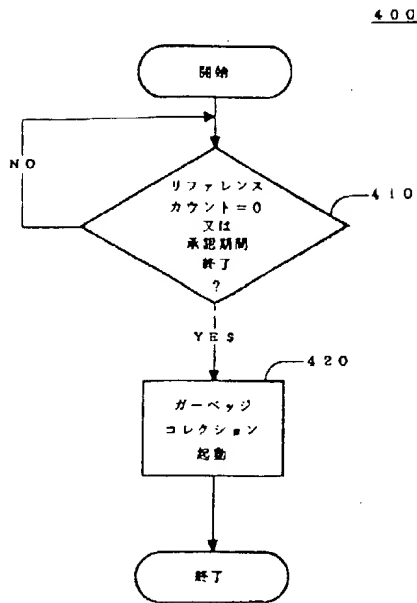 400
開始
NO
リファレンス
カウント=0
又は
承認期間
終了
?
410
YES
420
ガーベッジ
コレクション
起動
終了